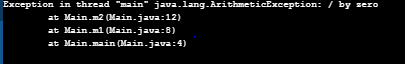 Exception in thread "main" java.lang.ArithmeticException: / by zero
at Main.m2(Main.java:12)
at Main.m1(Main.java:8)
at Main.main(Main.java:4)